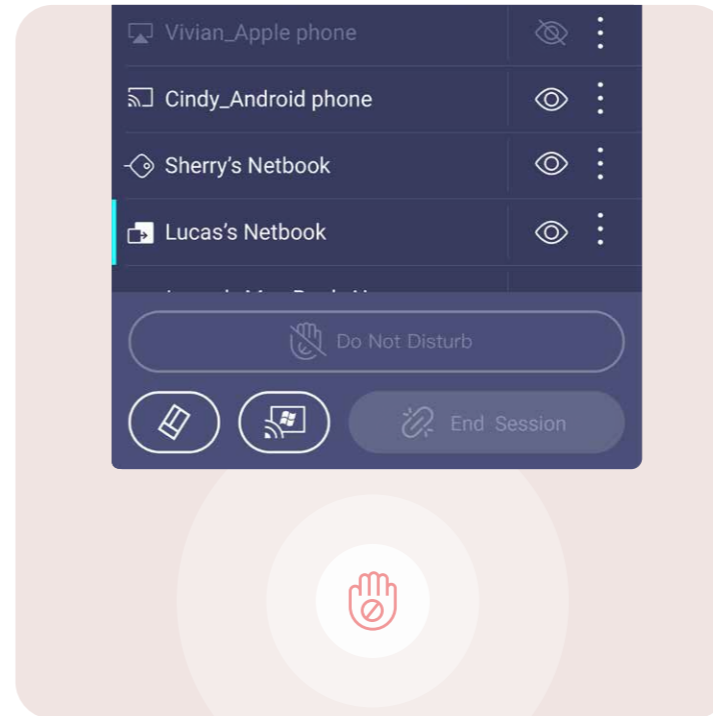 Vivian_Apple phone
Cindy_Android phone
Sherry's Netbook
Lucas's Netbook
Do Not Disturb
End Session